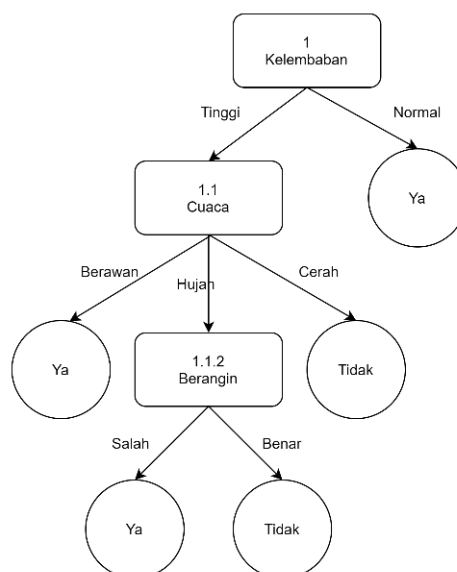 1
Kelembaban
Tinggi
Normal
1.1
Cuaca
Ya
Berawan
Hujan
Cerah
Ya
1.1.2
Berangin
Tidak
Salah
Benar
Ya
Tidak